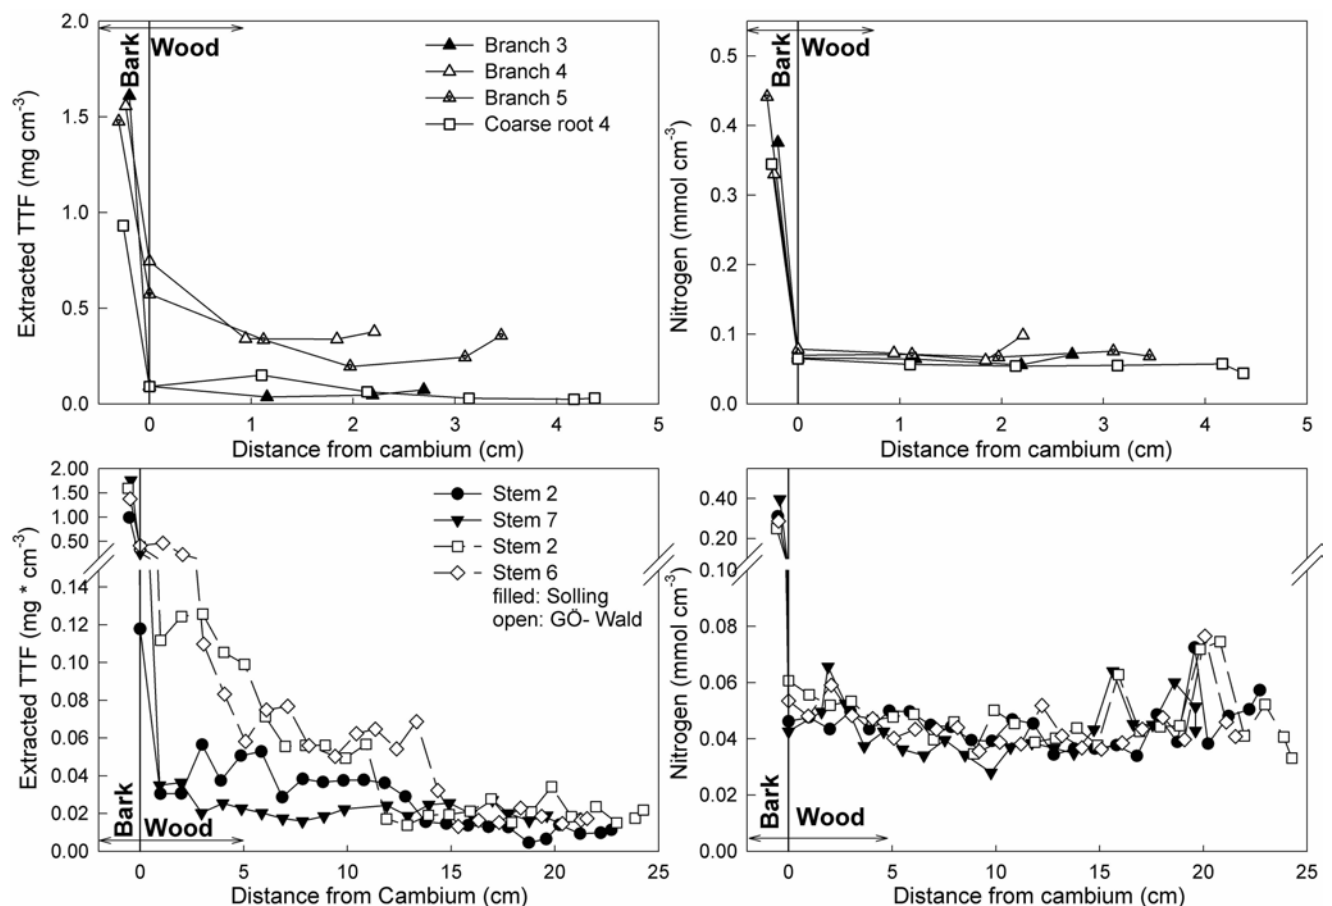 Extracted TTF (mg cm-3)
2.0
1.5
1.0
0.5
0.0
Bark
Wood
Branch 3
Branch 4
Branch 5
Coarse root 4
0
1
2
3
4
5
Distance from cambium (cm)
Nitrogen (mmol cm-3)
0.5
0.4
0.3
0.2
0.1
0.0
Bark
Wood
0
1
2
3
4
5
Distance from cambium (cm)
Extracted TTF (mg * cm-3)
2.00
1.50
1.00
0.50
0.14
0.12
0.10
0.08
0.06
0.04
0.02
0.00
Bark
Wood
Stem 2
Stem 7
Stem 2
Stem 6
filled: Solling
open: GÖ- Wald
0
5
10
15
20
25
Distance from Cambium (cm)
Nitrogen (mmol cm-3)
0.40
0.20
0.10
0.08
0.06
0.04
0.02
0.00
Bark
Wood
0
5
10
15
20
25
Distance from cambium (cm)